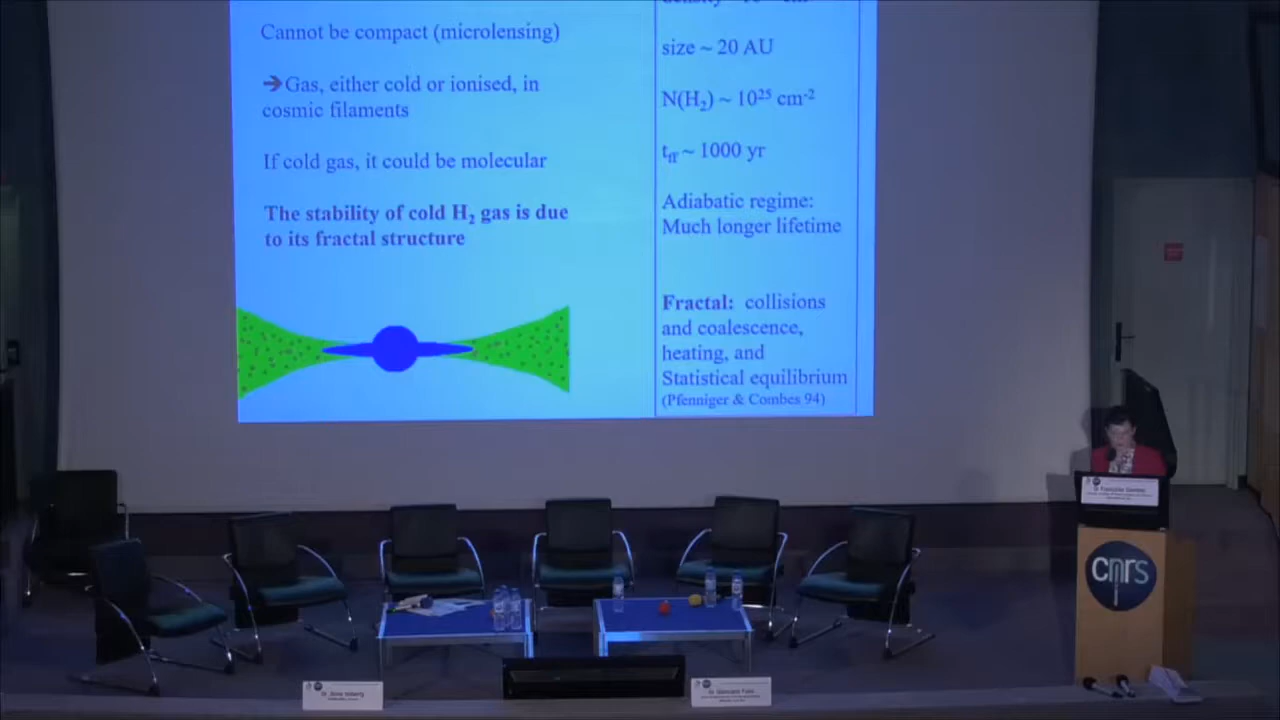 Cannot be compact (microlensing)
➔Gas, either cold or ionised, in
cosmic filaments
If cold gas, it could be molecular
The stability of cold H₂ gas is due
to its fractal structure
size ~ 20 AU
N(H₂) ~ 10²⁵ cm⁻²
tff ~ 1000 yr
Adiabatic regime:
Much longer lifetime
Fractal: collisions
and coalescence,
heating, and
Statistical equilibrium
(Pfenniger & Combes 94)
cnrs